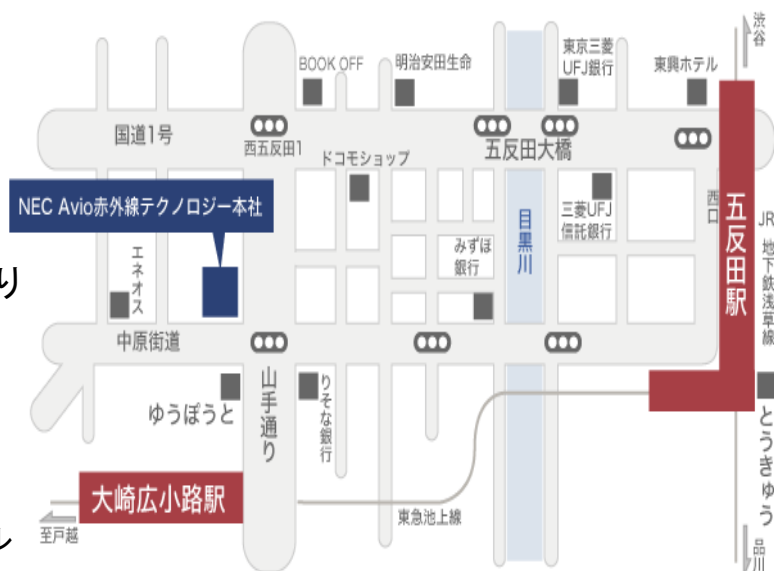 渋谷
BOOK OFF
明治安田生命
東京三菱
UFJ銀行
東興ホテル
国道1号
西五反田1
五反田大橋
ドコモショップ
NEC Avio赤外線テクノロジー本社
三菱UFJ
信託銀行
西口
五反田駅
JR
地下鉄浅草線
目黒川
みずほ
銀行
エネオス
り
中原街道
ゆうぽうと
山手通り
りそな銀行
とうきゅう
大崎広小路駅
東急池上線
至戸越
ル
品川